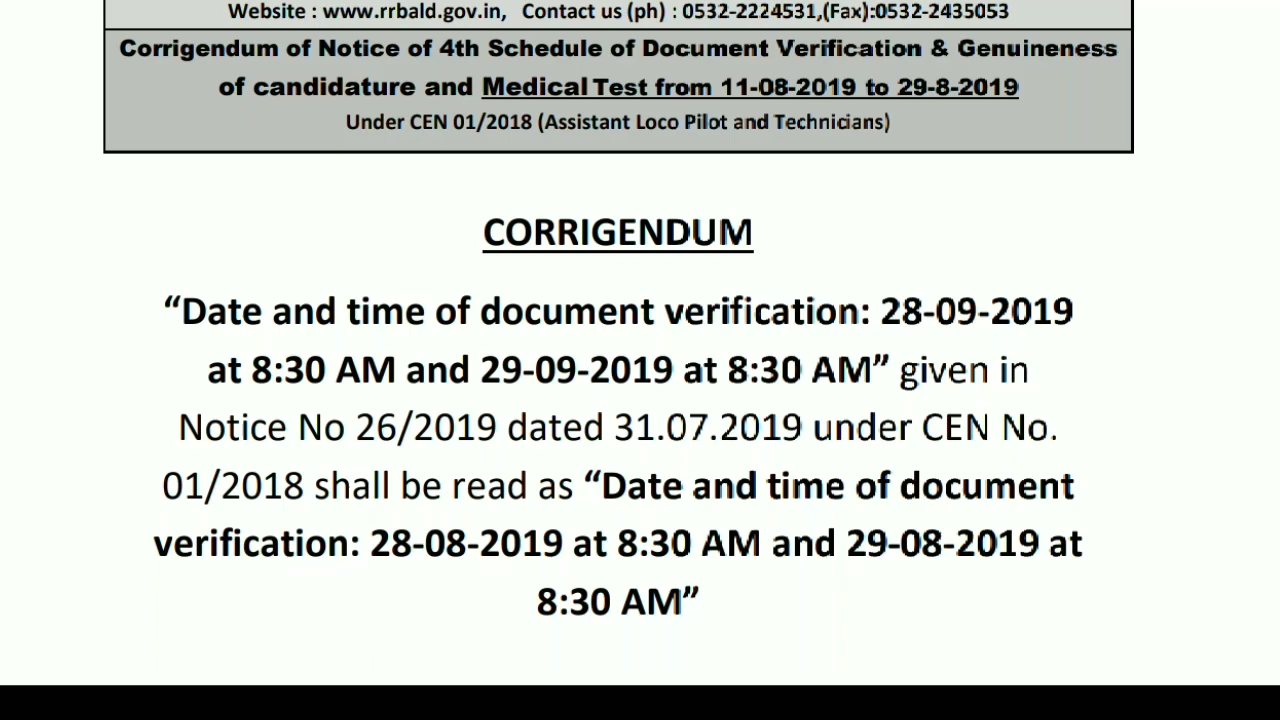 Website : www.rrbald.gov.in, Contact us (ph) : 0532-2224531,(Fax):0532-2435053
Corrigendum of Notice of 4th Schedule of Document Verification & Genuineness
of candidature and Medical Test from 11-08-2019 to 29-8-2019
Under CEN 01/2018 (Assistant Loco Pilot and Technicians)
CORRIGENDUM
“Date and time of document verification: 28-09-2019
at 8:30 AM and 29-09-2019 at 8:30 AM” given in
Notice No 26/2019 dated 31.07.2019 under CEN No.
01/2018 shall be read as “Date and time of document
verification: 28-08-2019 at 8:30 AM and 29-08-2019 at
8:30 AM”